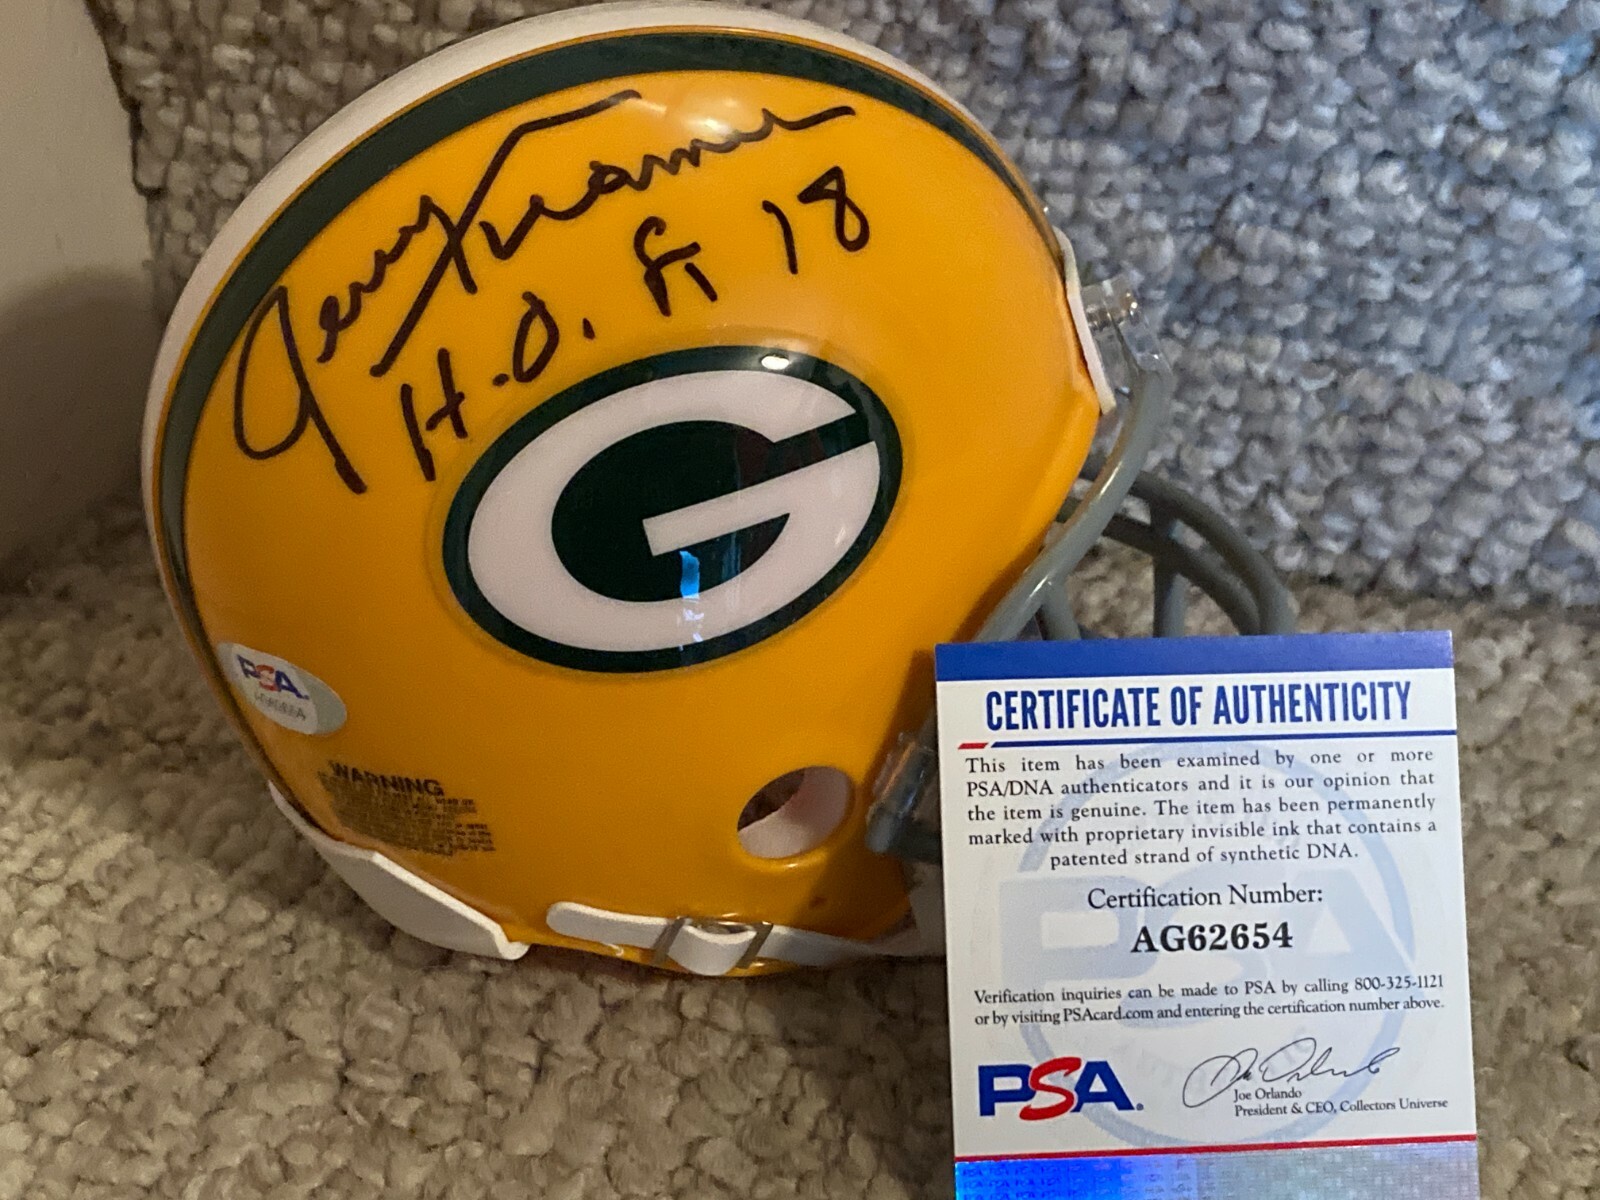 Jerry Kramer
H.O.F. 18
G
PSA
WARNING
CERTIFICATE OF AUTHENTICITY
This item has been examined by one or more
PSA/DNA authenticators and it is our opinion that
the item is genuine. The item has been permanently
marked with proprietary invisible ink that contains a
patented strand of synthetic DNA.
Certification Number:
AG62654
Verification inquiries can be made to PSA by calling 800-325-1121
or by visiting PSAcard.com and entering the certification number above.
PSA.
Joe Orlando
President & CEO, Collectors Universe